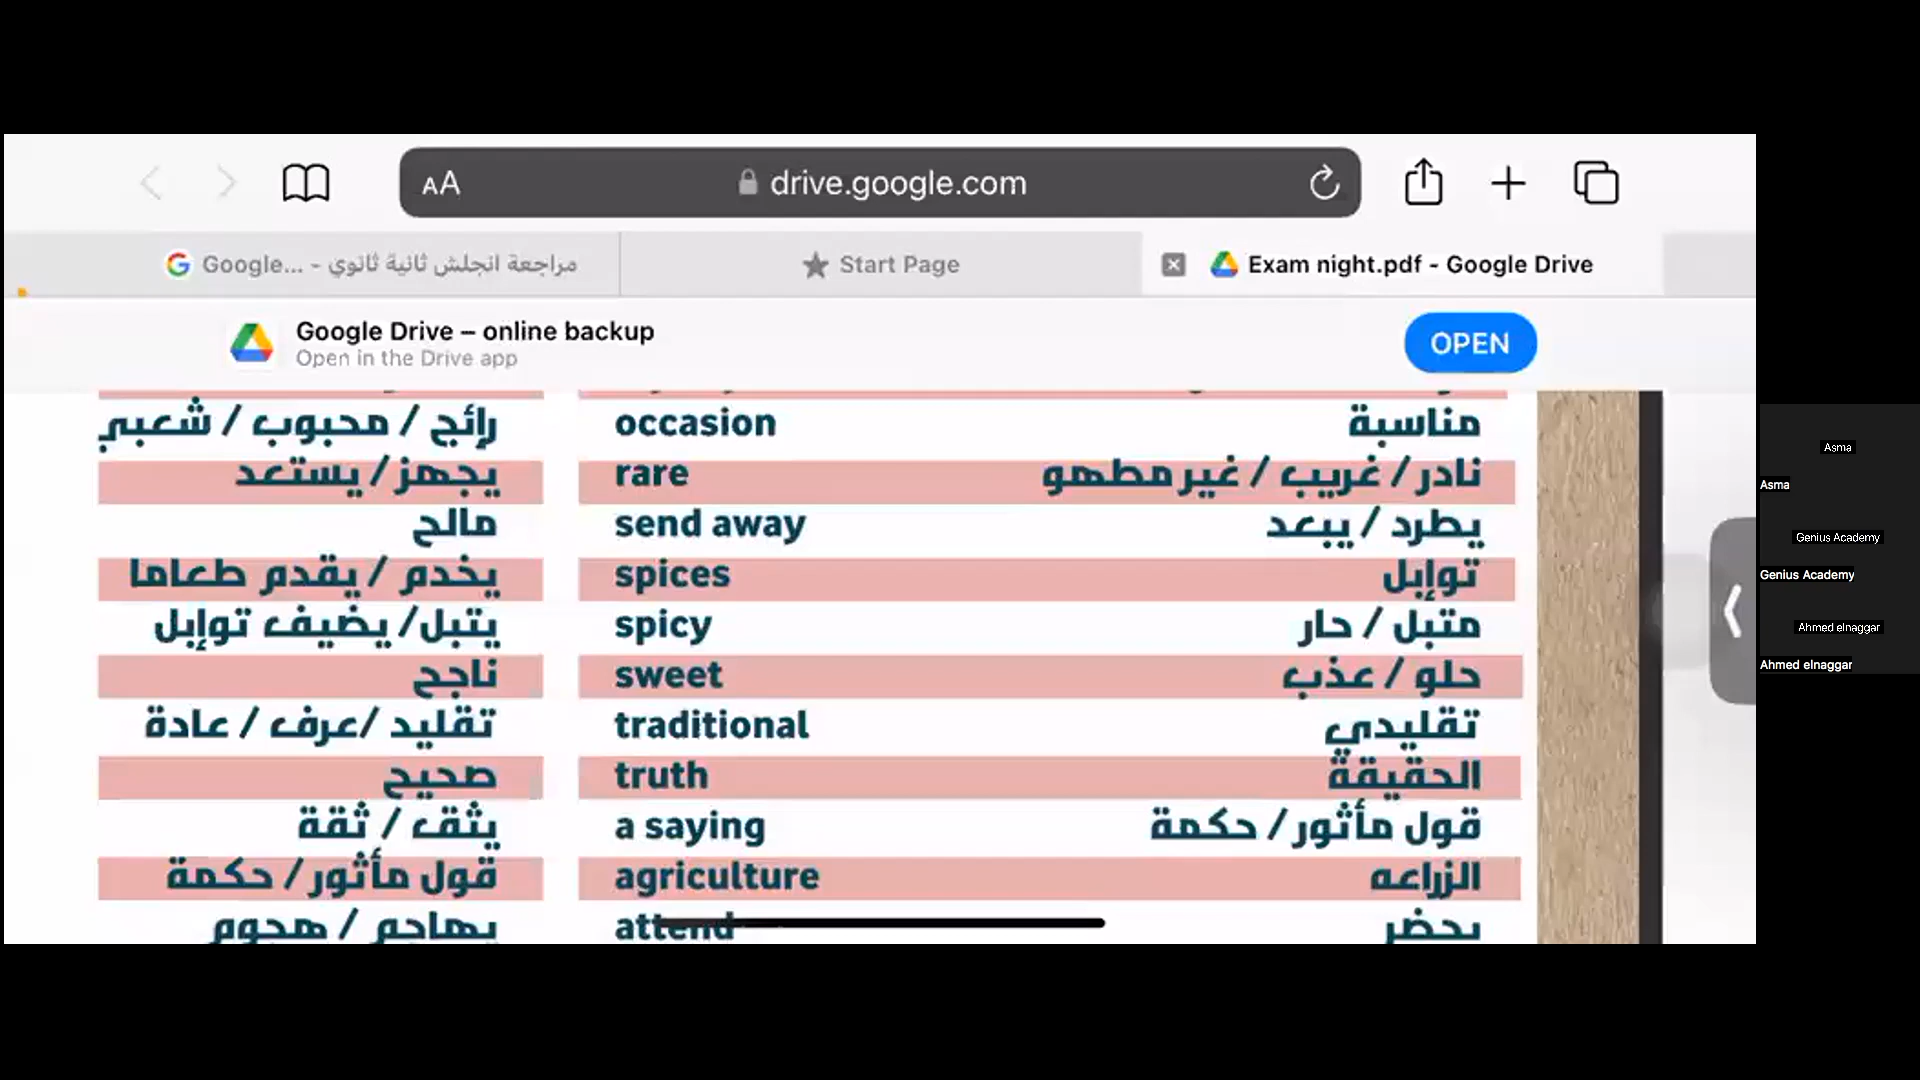 AA drive.google.com
مراجعة انجلش ثانية ثانوي - Google...
Start Page
Exam night.pdf - Google Drive
Google Drive – online backup
Open in the Drive app
OPEN
رائج / محبوب / شعبي occasion مناسبة
يجهز / يستعد rare نادر / غريب / غير مطهو
مالح send away يطرد / يبعد
يخدم / يقدم طعاما spices توابل
يتبل/ يضيف توابل spicy متبل / حار
ناجح sweet حلو / عذب
تقليد /عرف / عادة traditional تقليدي
صحيح truth الحقيقة
يثق / ثقة a saying قول مأثور / حكمة
قول مأثور / حكمة agriculture الزراعه
يهاجم / هجوم attend يحضر
Asma
Asma
Genius Academy
Genius Academy
Ahmed elnaggar
Ahmed elnaggar